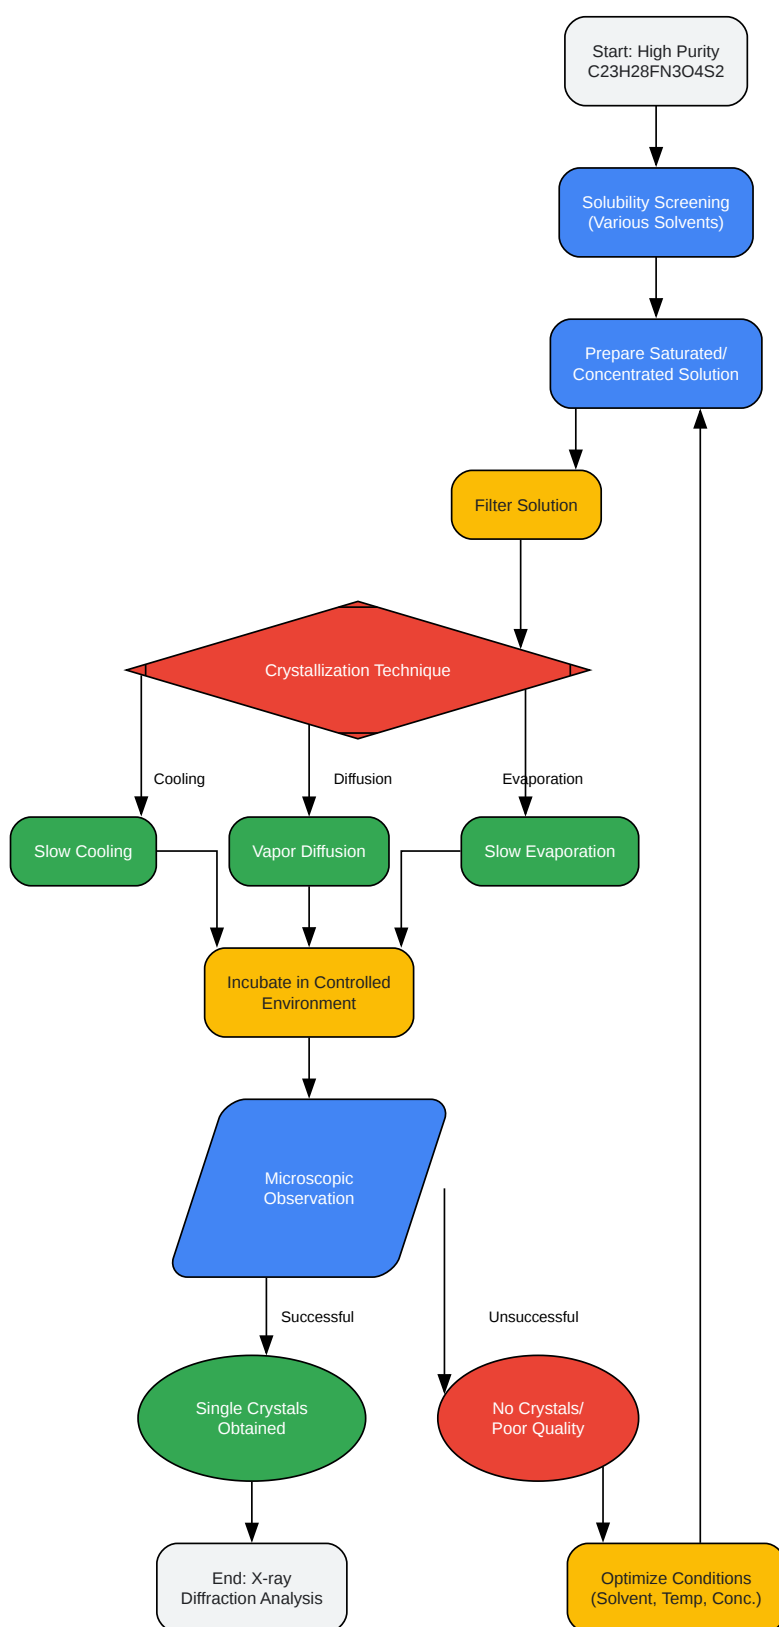 Start: High Purity
C23H28FN3O4S2
Solubility Screening
(Various Solvents)
Prepare Saturated/
Concentrated Solution
Filter Solution
Crystallization Technique
Cooling
Diffusion
Evaporation
Slow Cooling
Vapor Diffusion
Slow Evaporation
Incubate in Controlled
Environment
Microscopic
Observation
Successful
Unsuccessful
Single Crystals
Obtained
No Crystals/
Poor Quality
End: X-ray
Diffraction Analysis
Optimize Conditions
(Solvent, Temp, Conc.)